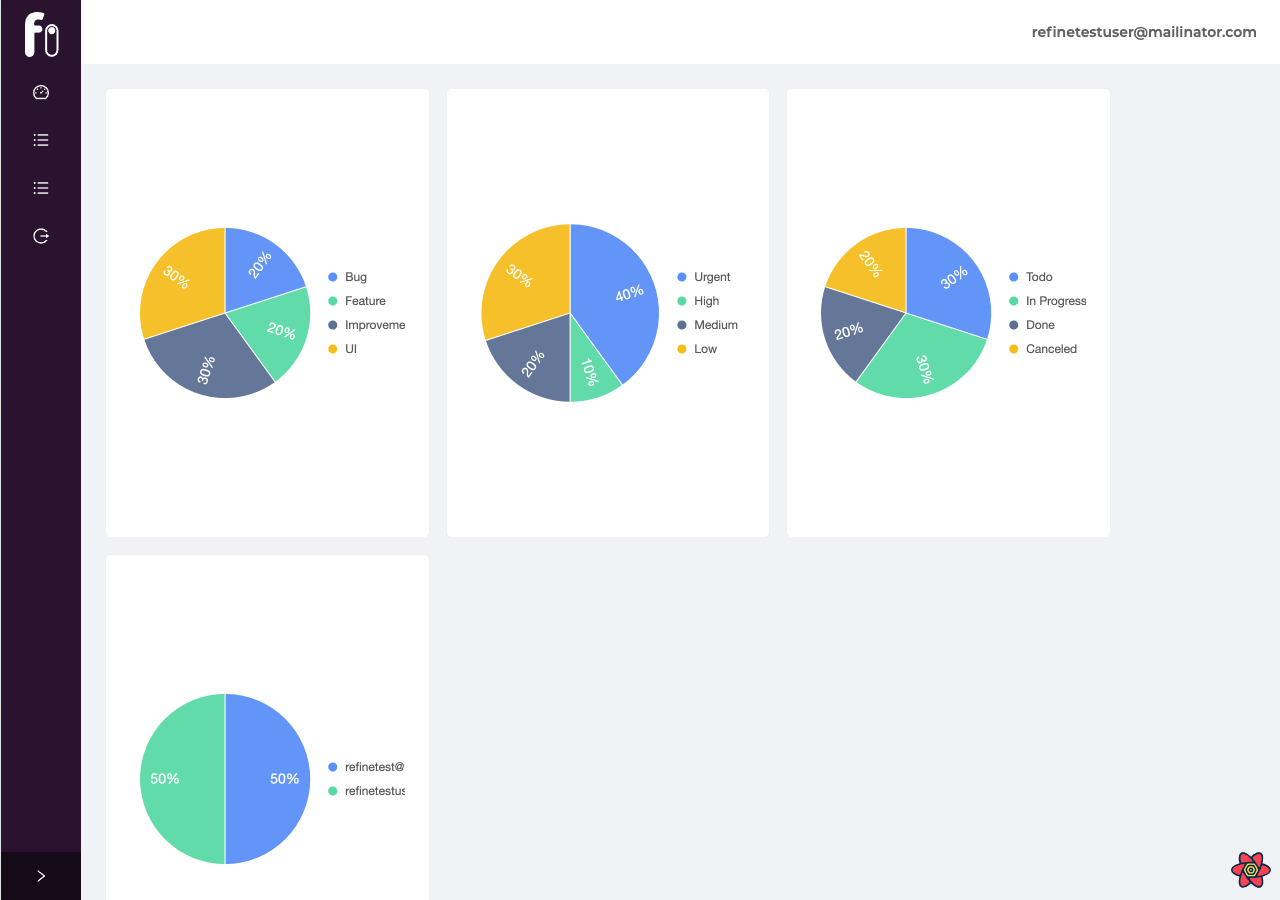 fi
refinetestuser@mailinator.com
20%
20%
30%
30%
Bug
Feature
Improveme
UI
40%
10%
20%
30%
Urgent
High
Medium
Low
30%
30%
20%
20%
Todo
In Progress
Done
Canceled
50%
50%
refinetest@
refinetestus